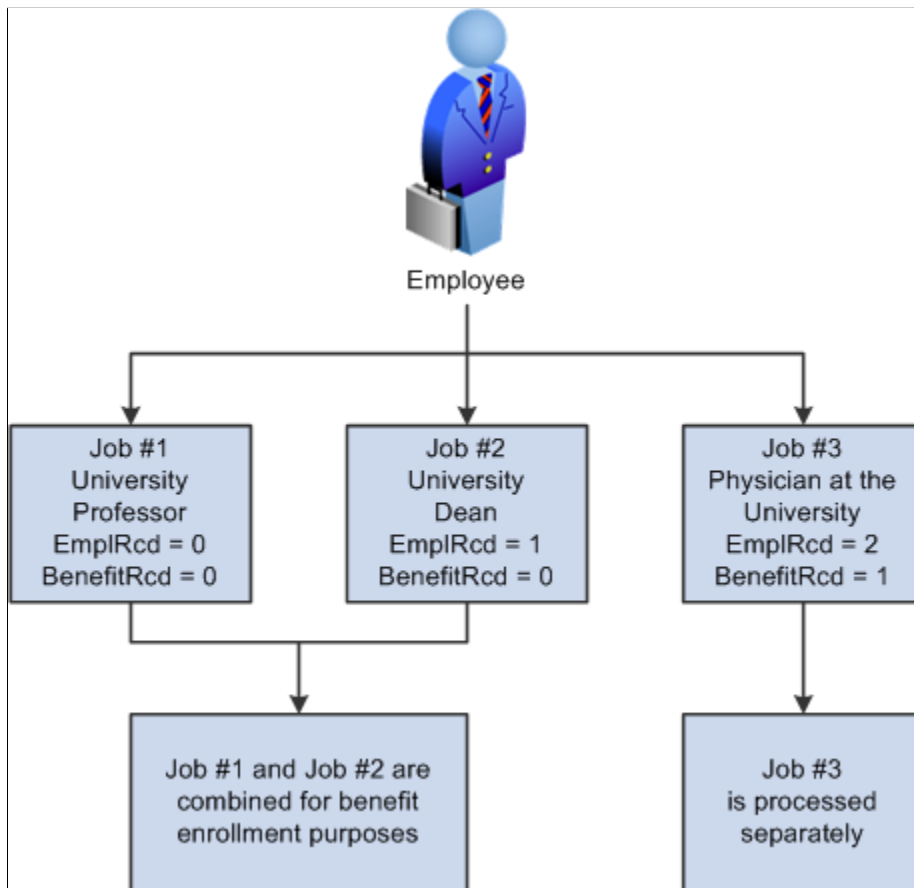 Employee
Job #1
University
Professor
EmplRcd = 0
BenefitRcd = 0
Job #2
University
Dean
EmplRcd = 1
BenefitRcd = 0
Job #3
Physician at the
University
EmplRcd = 2
BenefitRcd = 1
Job #1 and Job #2 are
combined for benefit
enrollment purposes
Job #3
is processed
separately